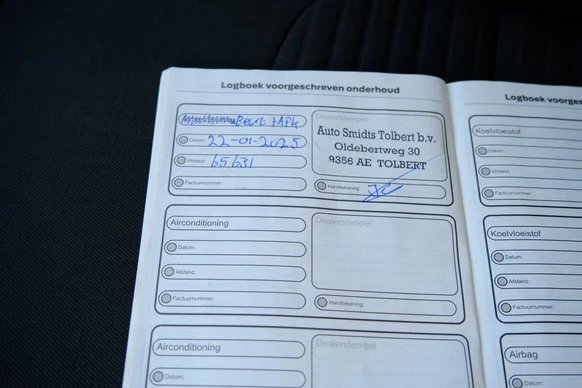 Logboek voorgeschreven onderhoud
Beurt + APK
Datum: 22-01-2025
Afstand: 65631
Factuurnummer:
Dealerstempel
Auto Smidts Tolbert b.v.
Oldebertweg 30
9356 AE TOLBERT
Handtekening:
Airconditioning
Datum:
Afstand:
Factuurnummer:
Dealerstempel
Handtekening:
Airconditioning
Datum:
Dealerstempel
Logboek voorges
Koelvloeistof
Datum:
Afstand:
Factuurnummer:
Koelvloeistof
Datum:
Afstand:
Factuurnummer:
Airbag
Datum: